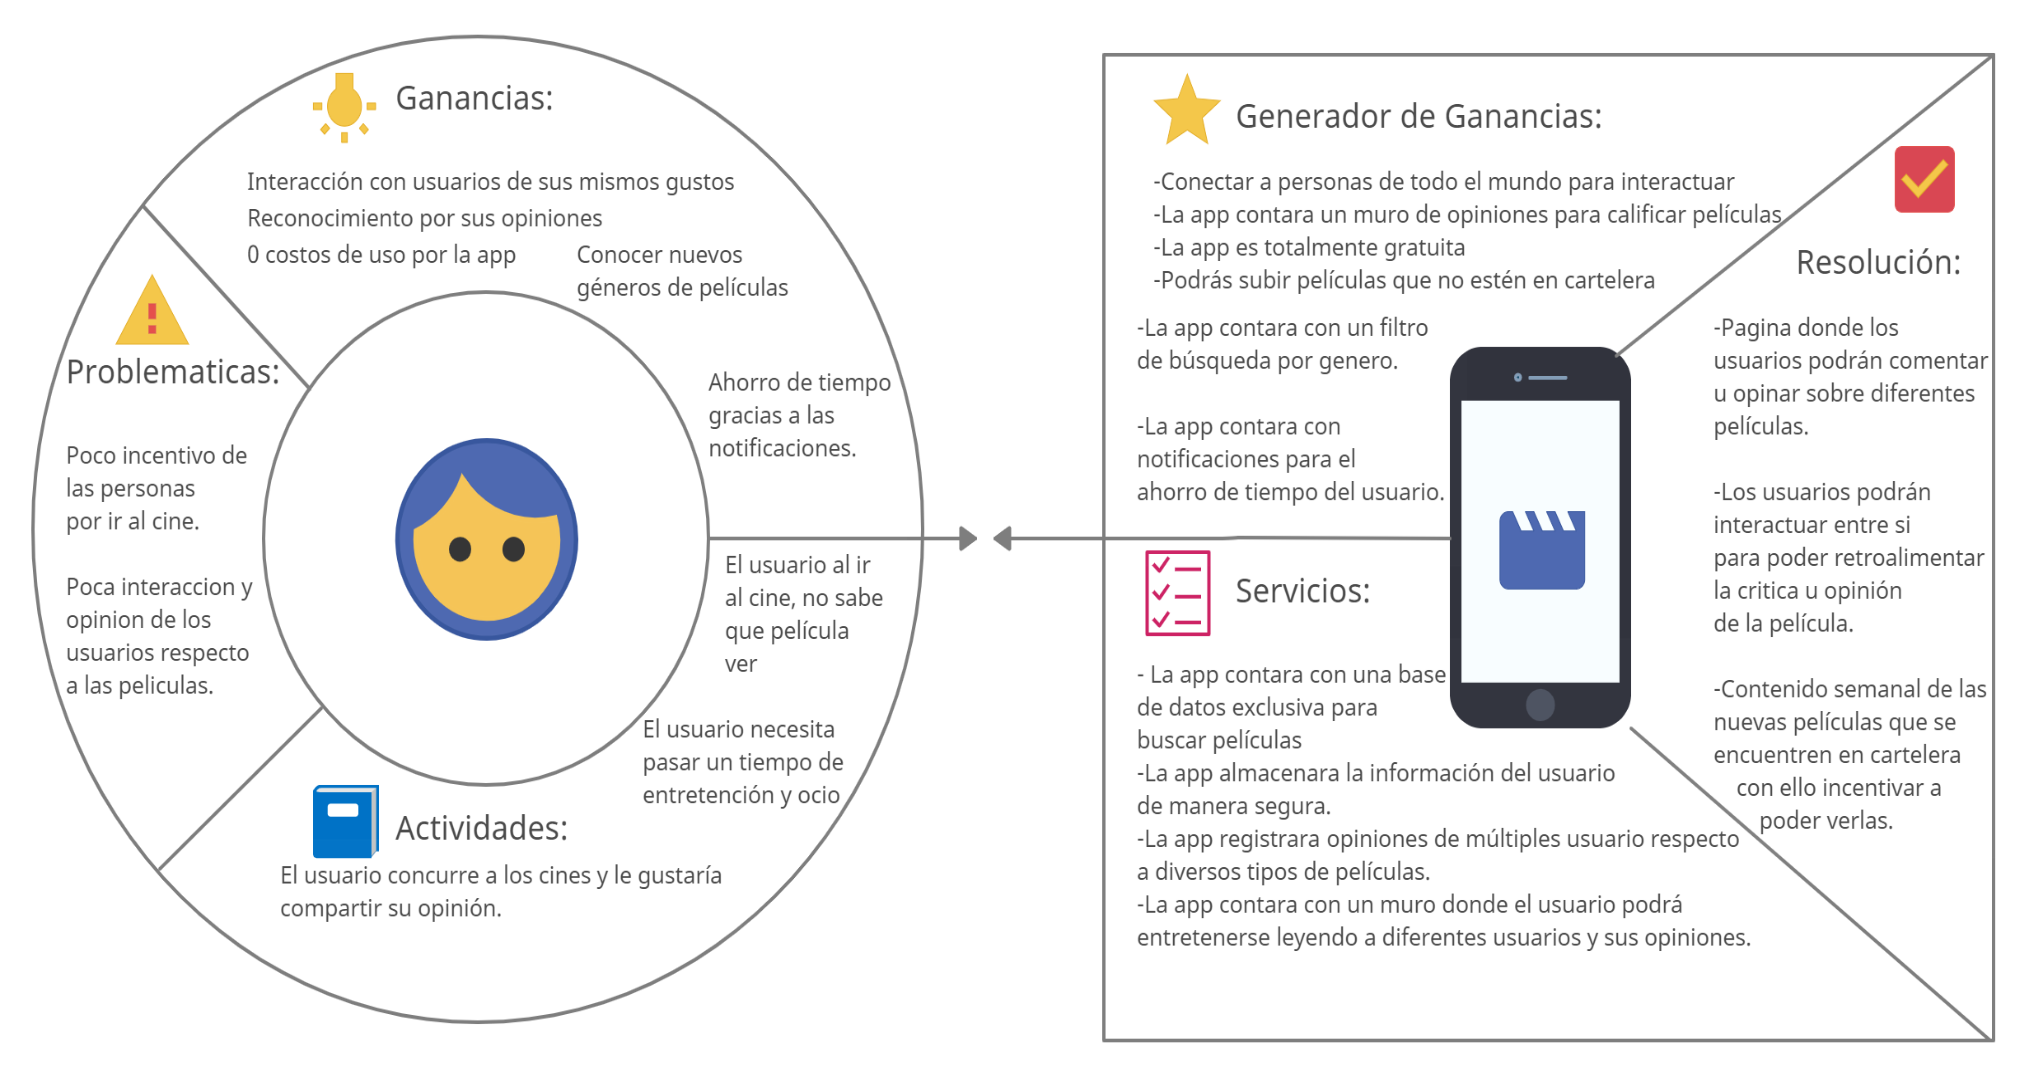 Ganancias:
Interacción con usuarios de sus mismos gustos
Reconocimiento por sus opiniones
0 costos de uso por la app
Conocer nuevos
géneros de películas
Ahorro de tiempo
gracias a las
notificaciones.
Problematicas:
Poco incentivo de
las personas
por ir al cine.
Poca interaccion y
opinion de los
usuarios respecto
a las peliculas.
El usuario al ir
al cine, no sabe
que película
ver
El usuario necesita
pasar un tiempo de
entretención y ocio
Actividades:
El usuario concurre a los cines y le gustaría
compartir su opinión.
Generador de Ganancias:
-Conectar a personas de todo el mundo para interactuar
-La app contara un muro de opiniones para calificar películas
-La app es totalmente gratuita
-Podrás subir películas que no estén en cartelera
-La app contara con un filtro
de búsqueda por genero.
-La app contara con
notificaciones para el
ahorro de tiempo del usuario.
Servicios:
- La app contara con una base
de datos exclusiva para
buscar películas
-La app almacenara la información del usuario
de manera segura.
-La app registrara opiniones de múltiples usuario respecto
a diversos tipos de películas.
-La app contara con un muro donde el usuario podrá
entretenerse leyendo a diferentes usuarios y sus opiniones.
Resolución:
-Pagina donde los
usuarios podrán comentar
u opinar sobre diferentes
películas.
-Los usuarios podrán
interactuar entre si
para poder retroalimentar
la critica u opinión
de la película.
-Contenido semanal de las
nuevas películas que se
encuentren en cartelera
con ello incentivar a
poder verlas.